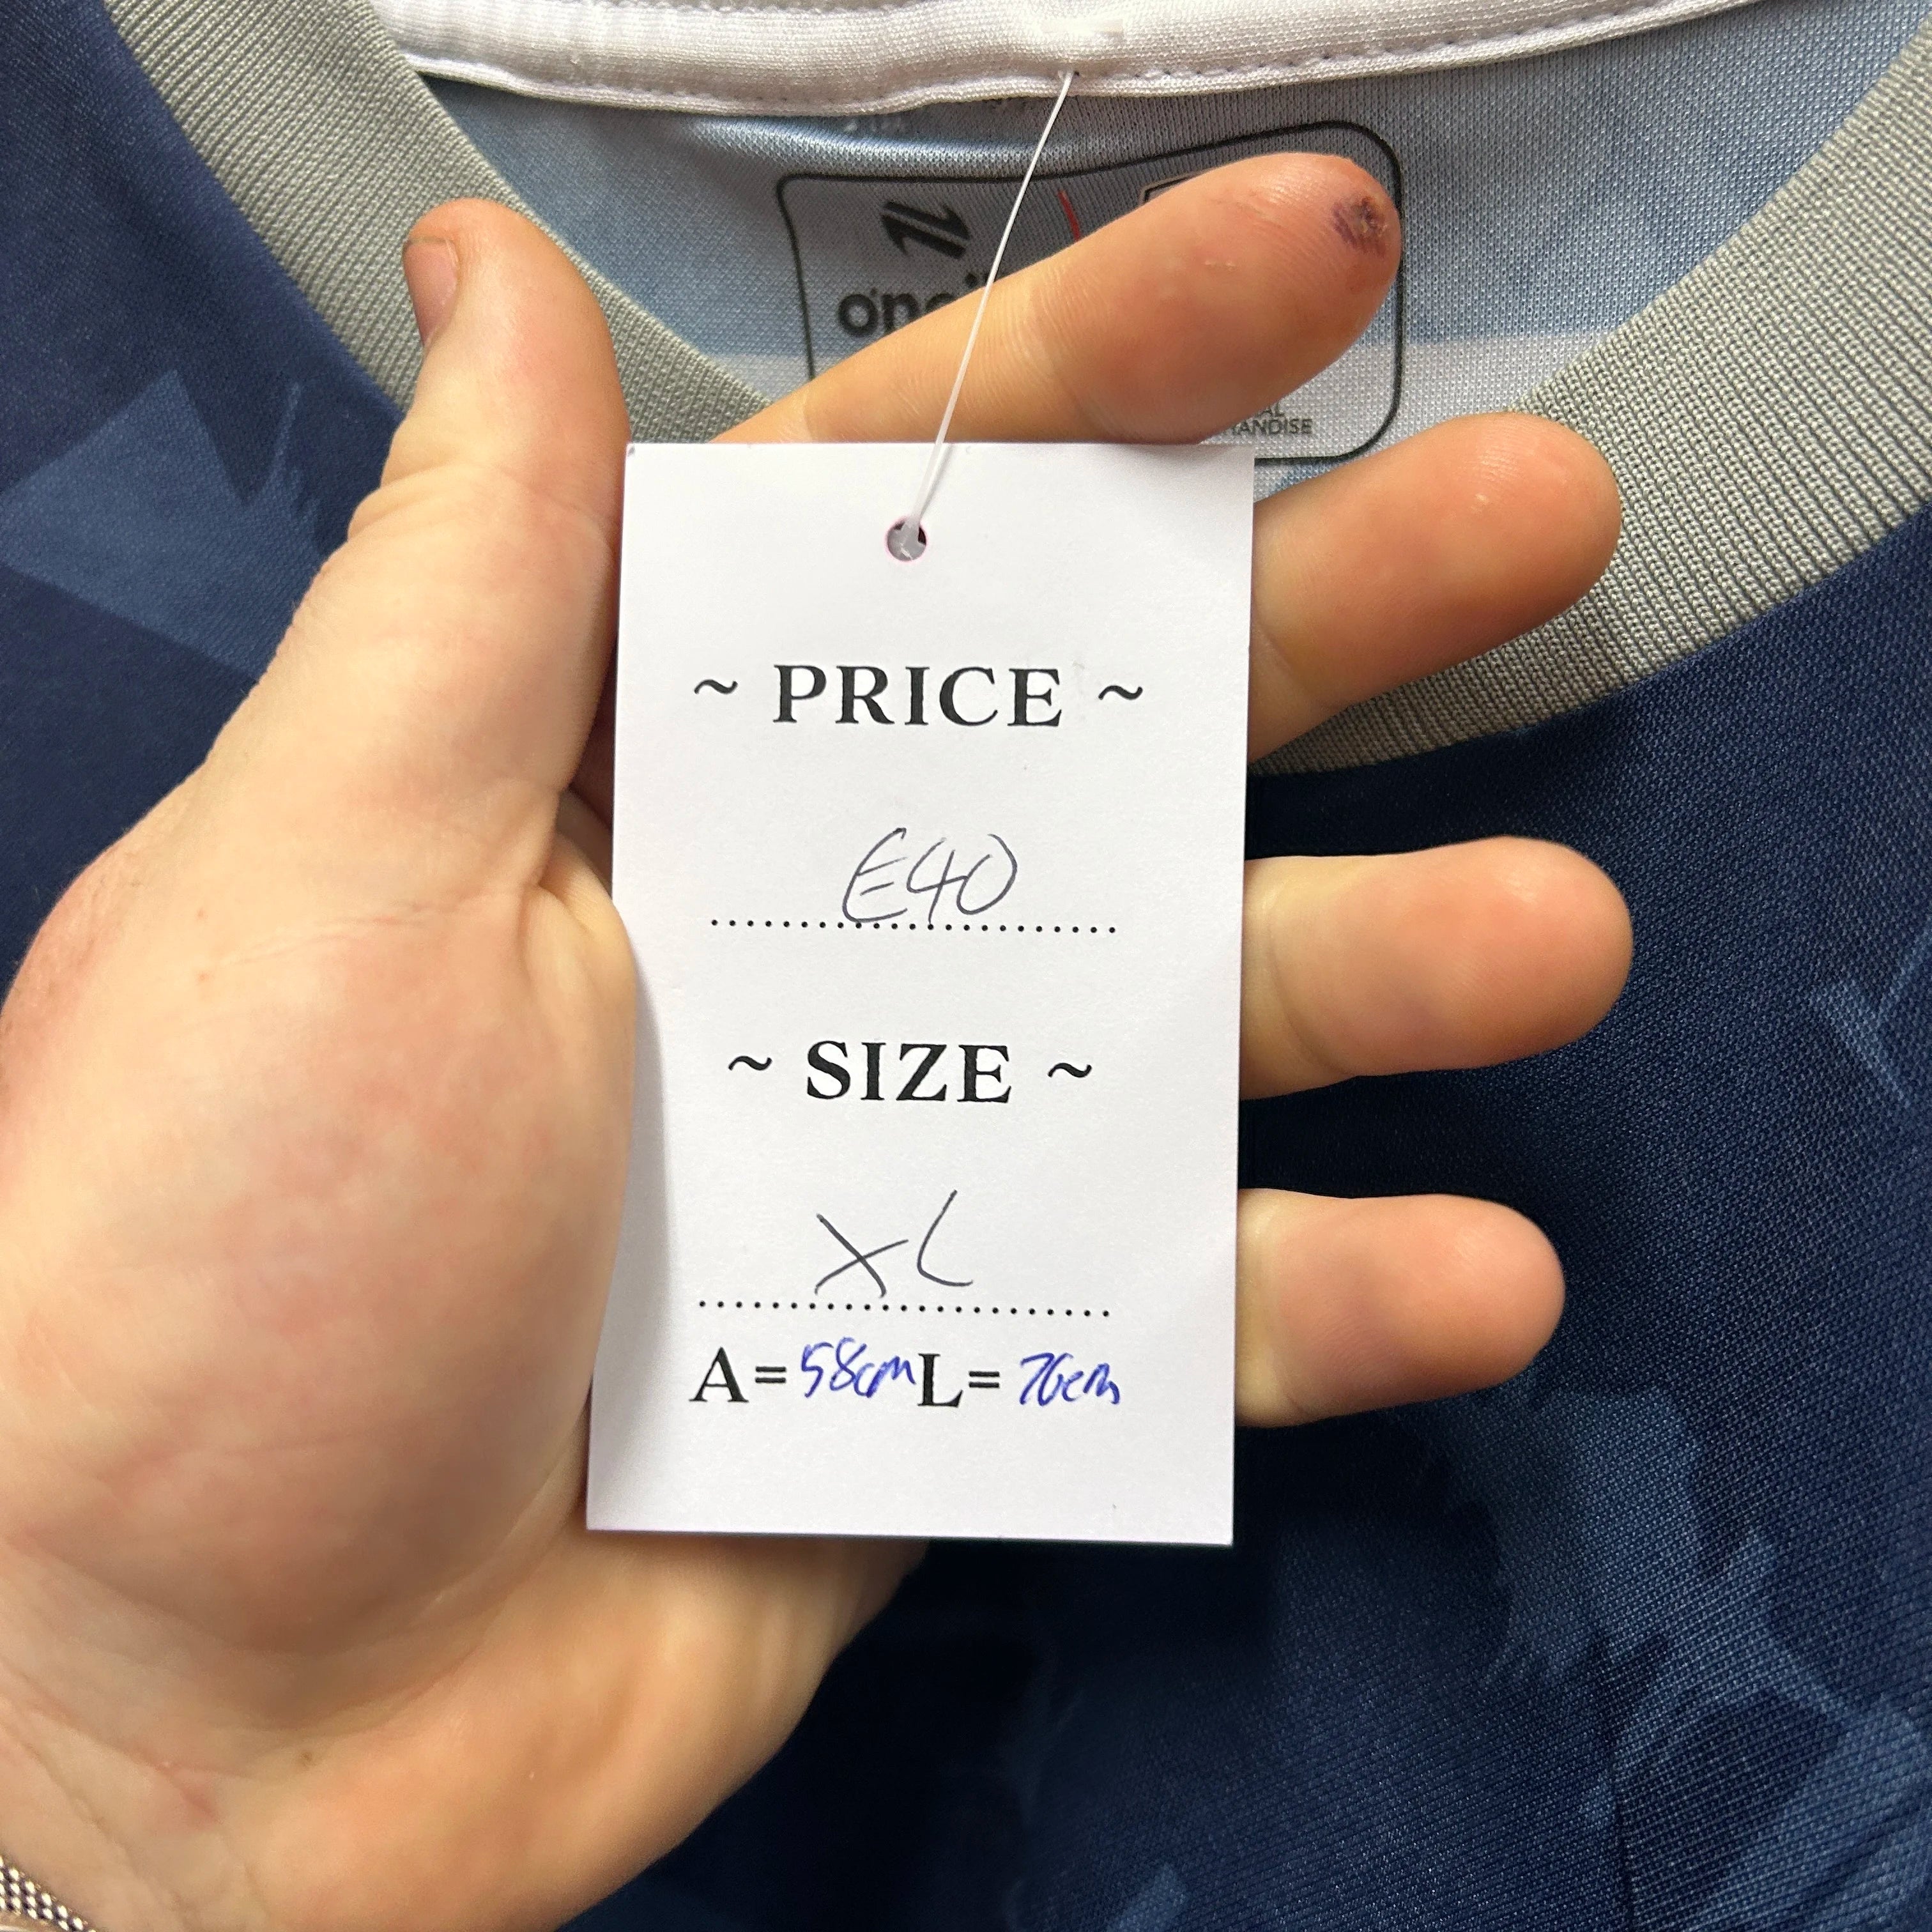 ~ PRICE ~
€40
~ SIZE ~
XL
A=58cm L=76cm